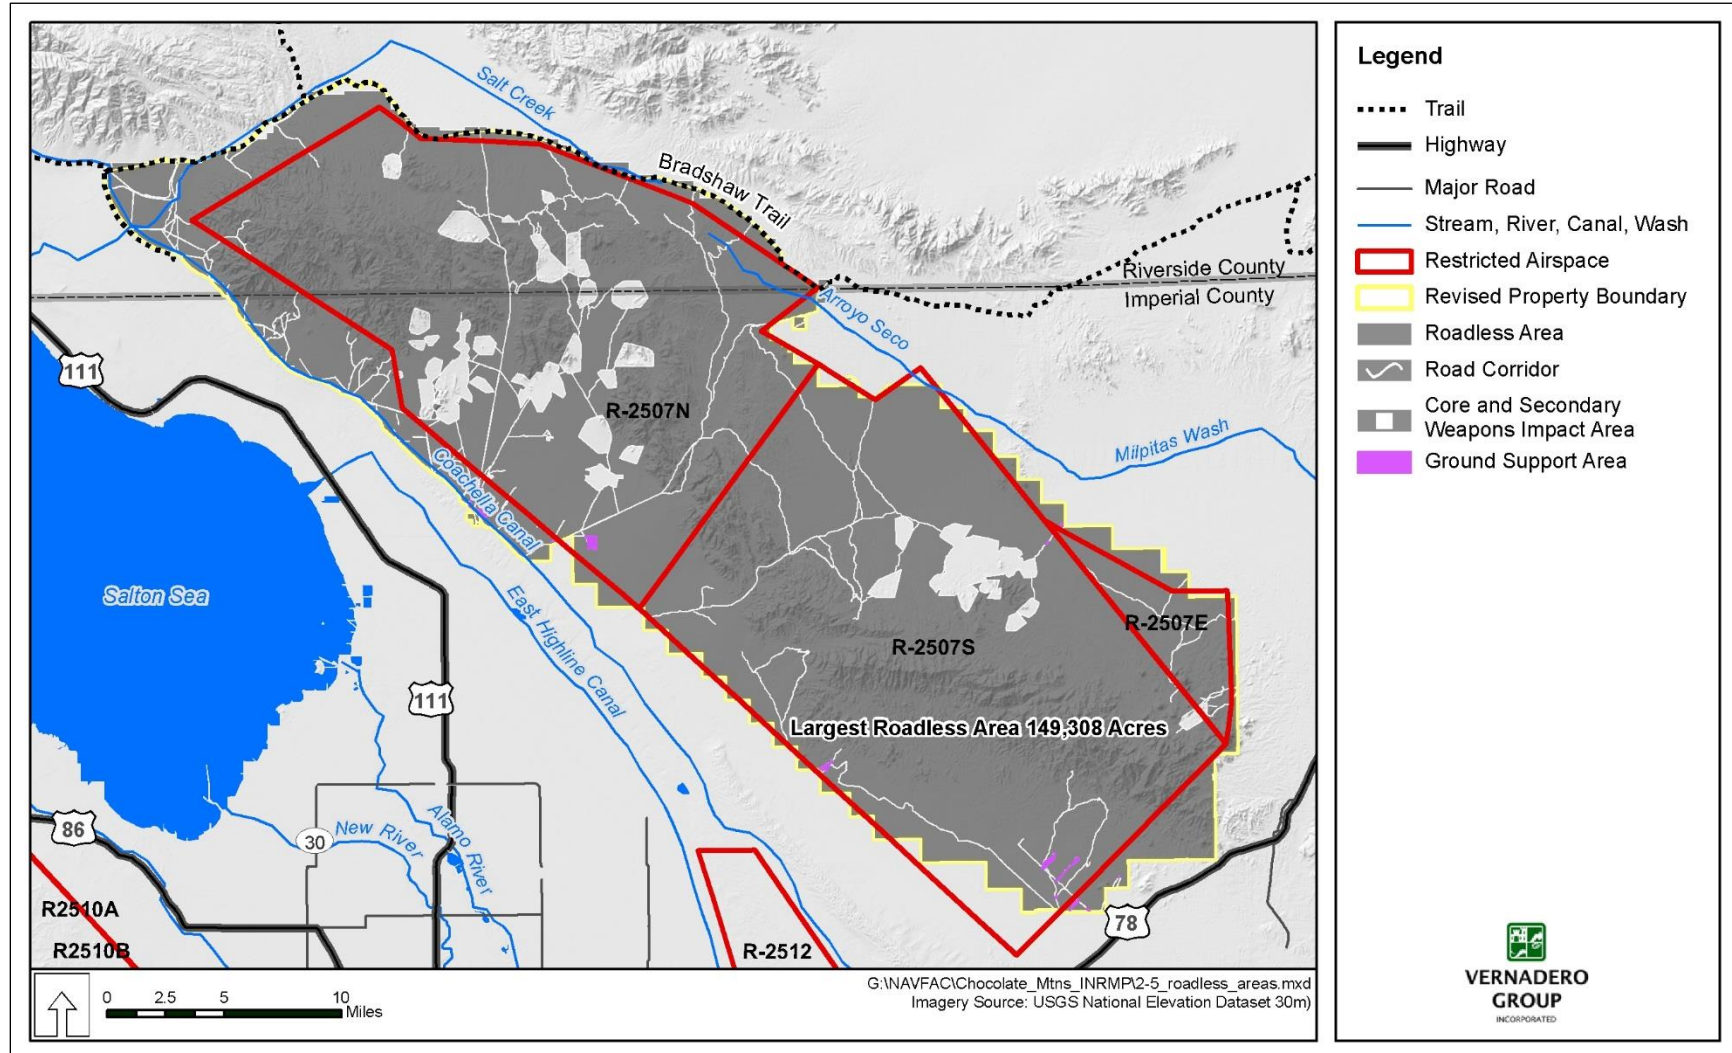 Salt Creek
Bradshaw Trail
Riverside County
Imperial County
Arroyo Seco
111
R-2507N
Milpitas Wash
Coachella Canal
Salton Sea
East Highline Canal
R-2507E
R-2507S
111
Largest Roadless Area 149,308 Acres
86
30
New River
Alamo River
R2510A
R2510B
R-2512
78
0 2.5 5 10
Miles
G:\NAVFAC\Chocolate_Mtns_INRMP\2-5_roadless_areas.mxd
Imagery Source: USGS National Elevation Dataset 30m)
Legend
Trail
Highway
Major Road
Stream, River, Canal, Wash
Restricted Airspace
Revised Property Boundary
Roadless Area
Road Corridor
Core and Secondary
Weapons Impact Area
Ground Support Area
VERNADERO
GROUP
INCORPORATED